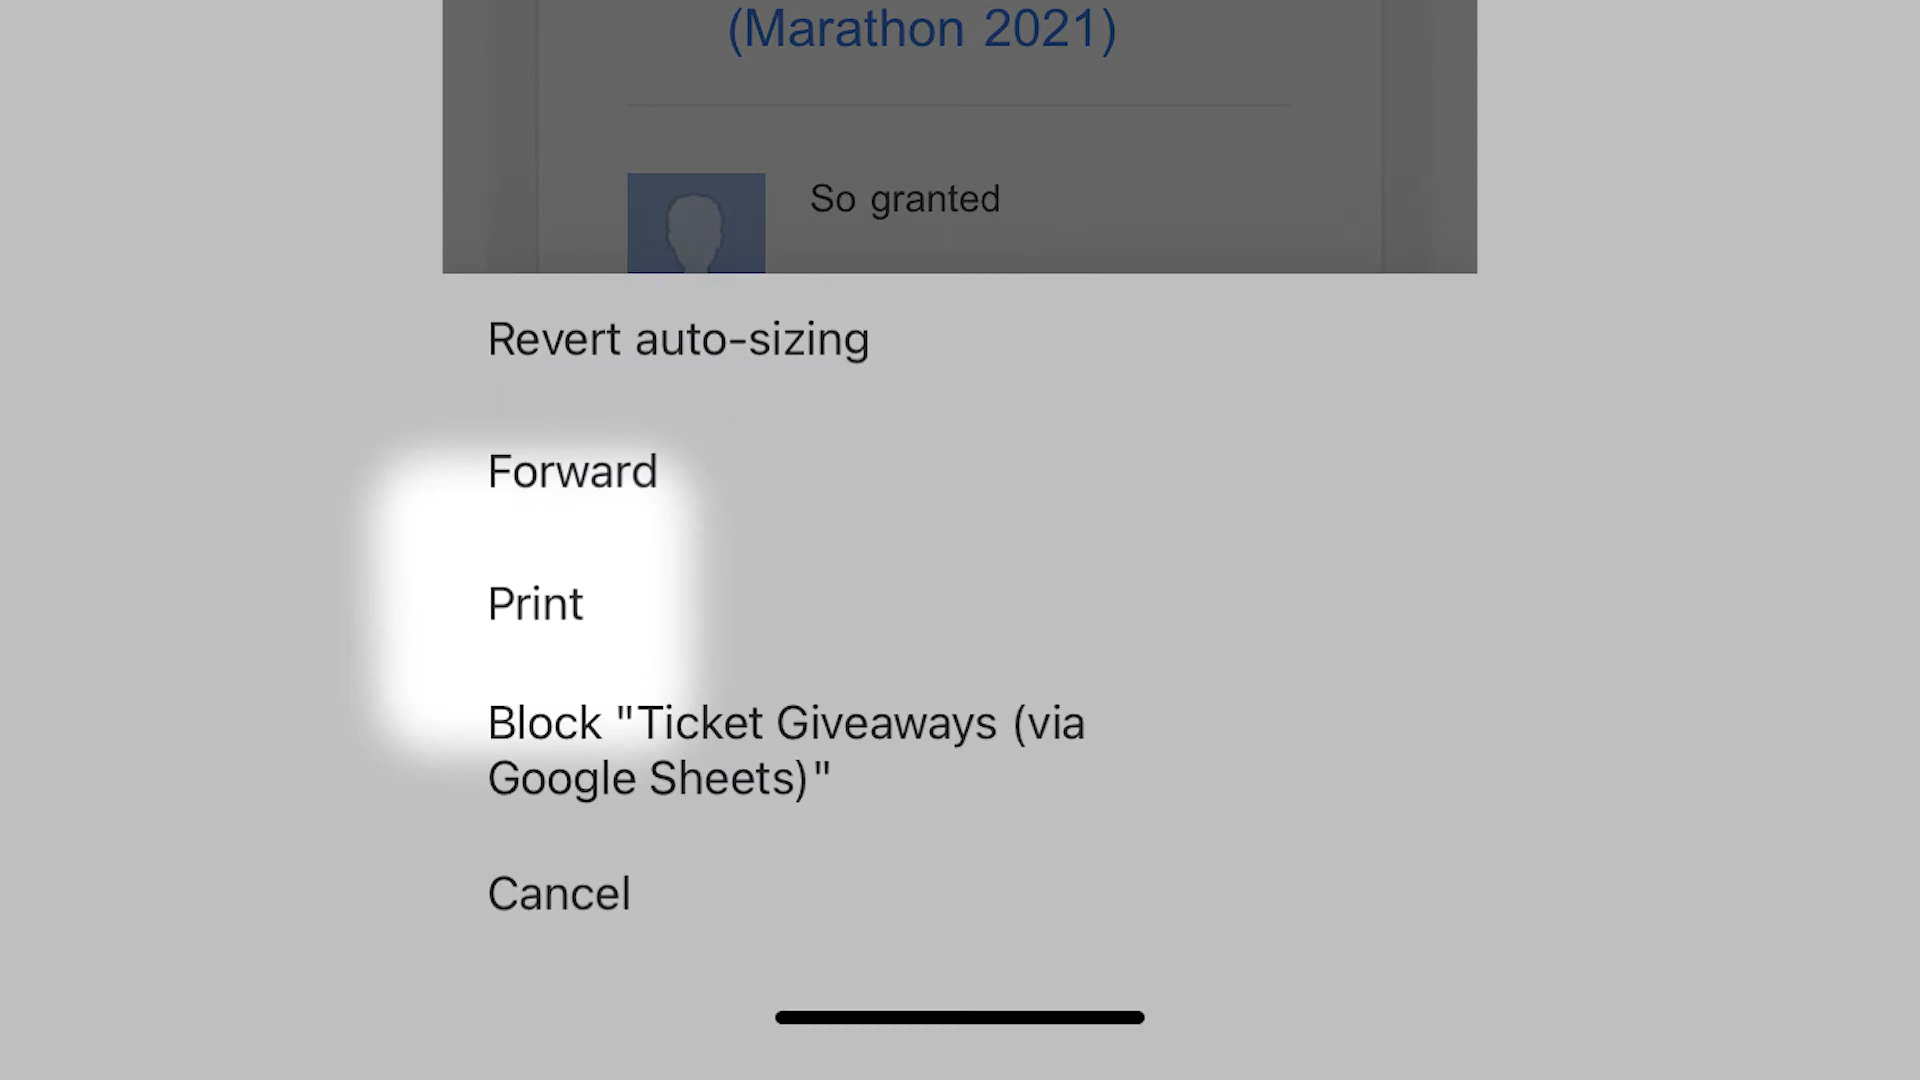 (Marathon 2021)
So granted
Revert auto-sizing
Forward
Print
Block "Ticket Giveaways (via
Google Sheets)"
Cancel